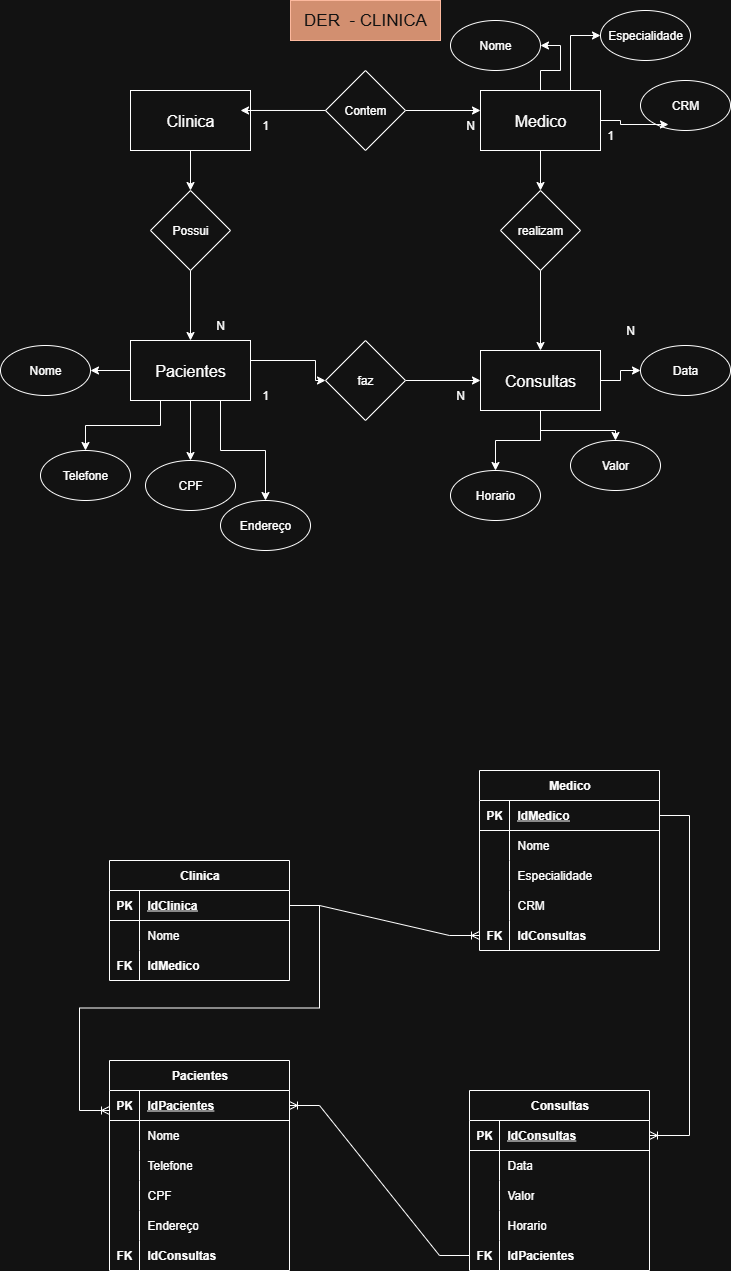 DER - CLINICA
Nome
Especialidade
Clinica
1
Contem
N
Medico
CRM
1
Possui
realizam
N
N
Nome
Pacientes
1
faz
N
Consultas
Data
Telefone
CPF
Endereço
Horario
Valor
Medico
PK IdMedico
Nome
Especialidade
CRM
FK IdConsultas
Clinica
PK IdClinica
Nome
FK IdMedico
Pacientes
PK IdPacientes
Nome
Telefone
CPF
Endereço
FK IdConsultas
Consultas
PK IdConsultas
Data
Valor
Horario
FK IdPacientes